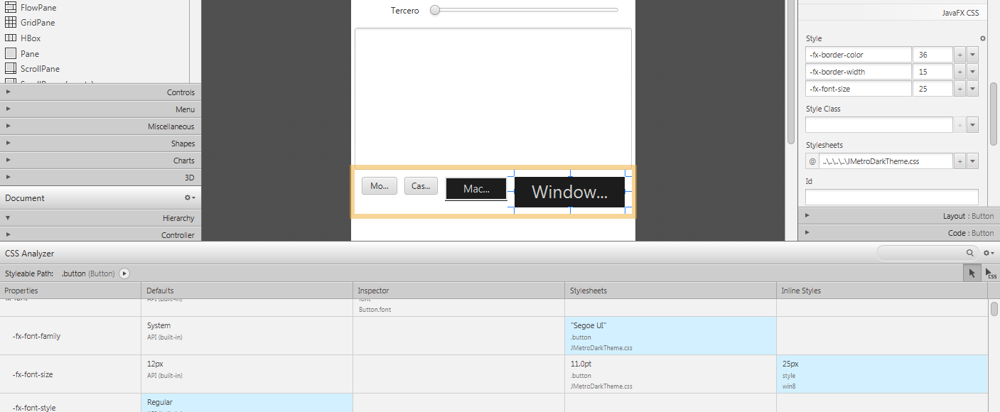 FlowPane
GridPane
HBox
Pane
ScrollPane
Controls
Menu
Miscellaneous
Shapes
Charts
3D
Document
Hierarchy
Controller
Tercero
Mo...
Cas...
Mac...
Window...
JavaFX CSS
Style
-fx-border-color 36 +
-fx-border-width 15 +
-fx-font-size 25 +
Style Class
+
Stylesheets
@ ..\..\..\..\JMetroDarkTheme.css +
Id
Layout : Button
Code : Button
CSS Analyzer
Styleable Path: .button (Button)
CSS
Properties Defaults Inspector Stylesheets Inline Styles
API (built-in)
Button.font
-fx-font-family
System
API (built-in)
"Segoe UI"
.button
JMetroDarkTheme.css
-fx-font-size
12px
API (built-in)
11.0pt
.button
JMetroDarkTheme.css
25px
style
win8
-fx-font-style
Regular